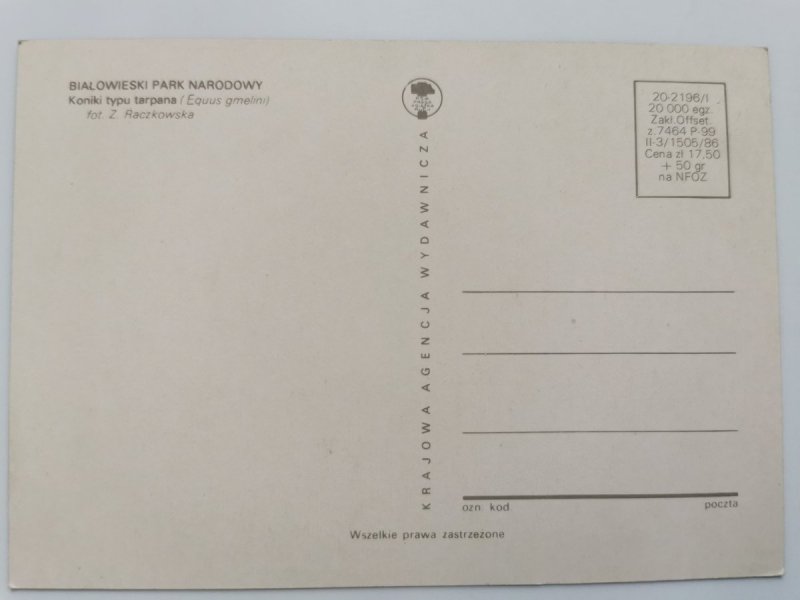 BIAŁOWIESKI PARK NARODOWY
Koniki typu tarpana (Equus gmelini)
fot. Z. Raczkowska
KRAJOWA AGENCJA WYDAWNICZA
20-2196/I
20 000 egz.
Zakł.Offset.
z.7464 P-99
II-3/1505/86
Cena zł 17,50
+ 50 gr
na NFOZ
ozn. kod
poczta
Wszelkie prawa zastrzeżone